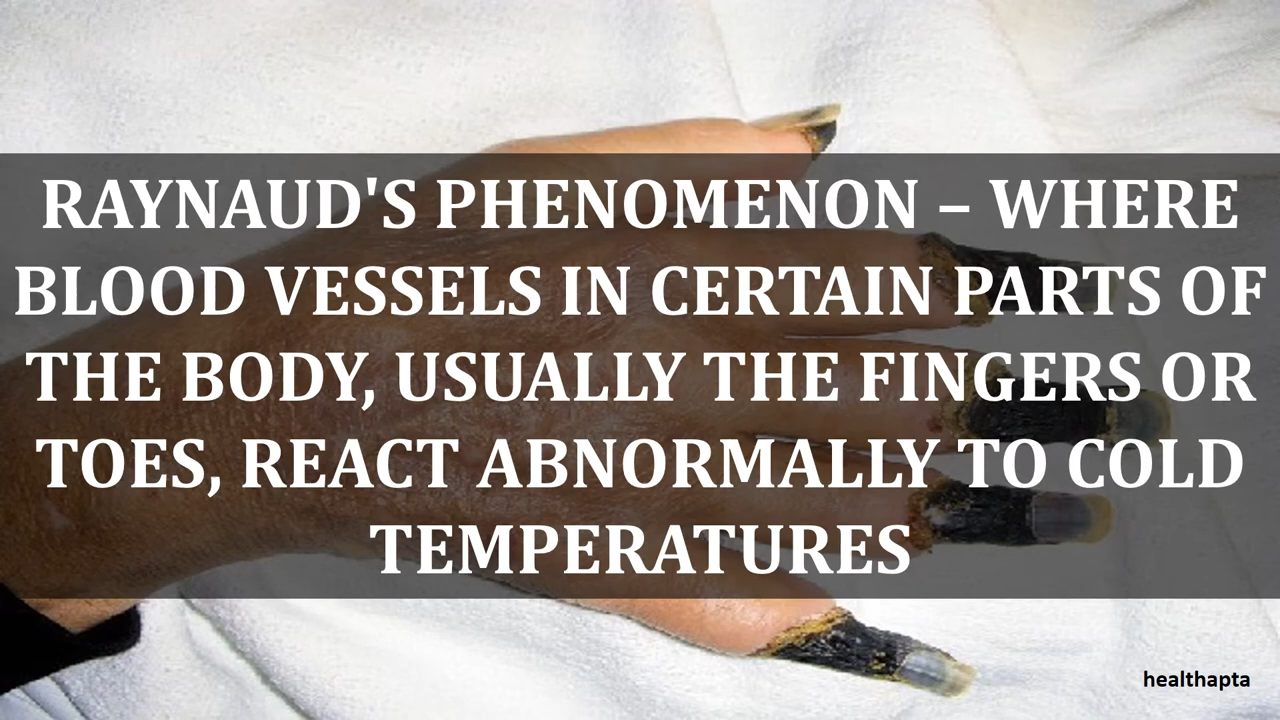 RAYNAUD'S PHENOMENON – WHERE
BLOOD VESSELS IN CERTAIN PARTS OF
THE BODY, USUALLY THE FINGERS OR
TOES, REACT ABNORMALLY TO COLD
TEMPERATURES
healthapta